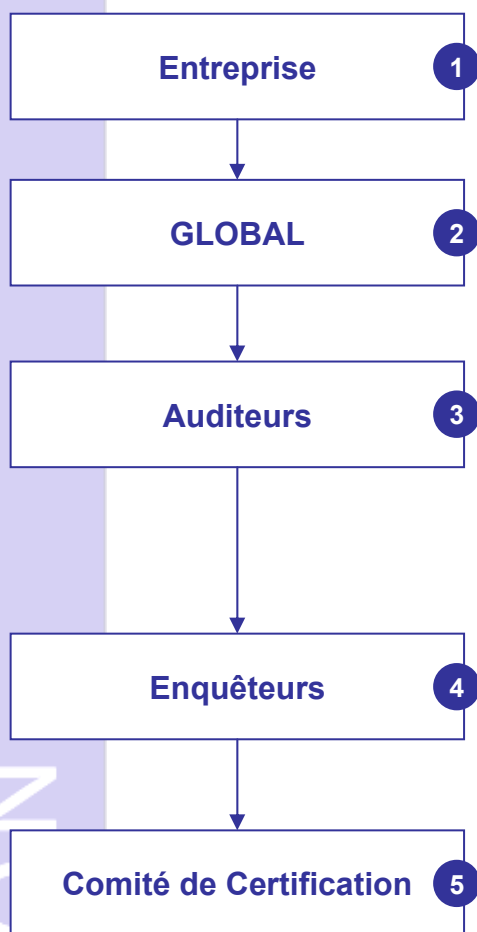 Entreprise 1
GLOBAL 2
Auditeurs 3
Enquêteurs 4
Comité de Certification 5